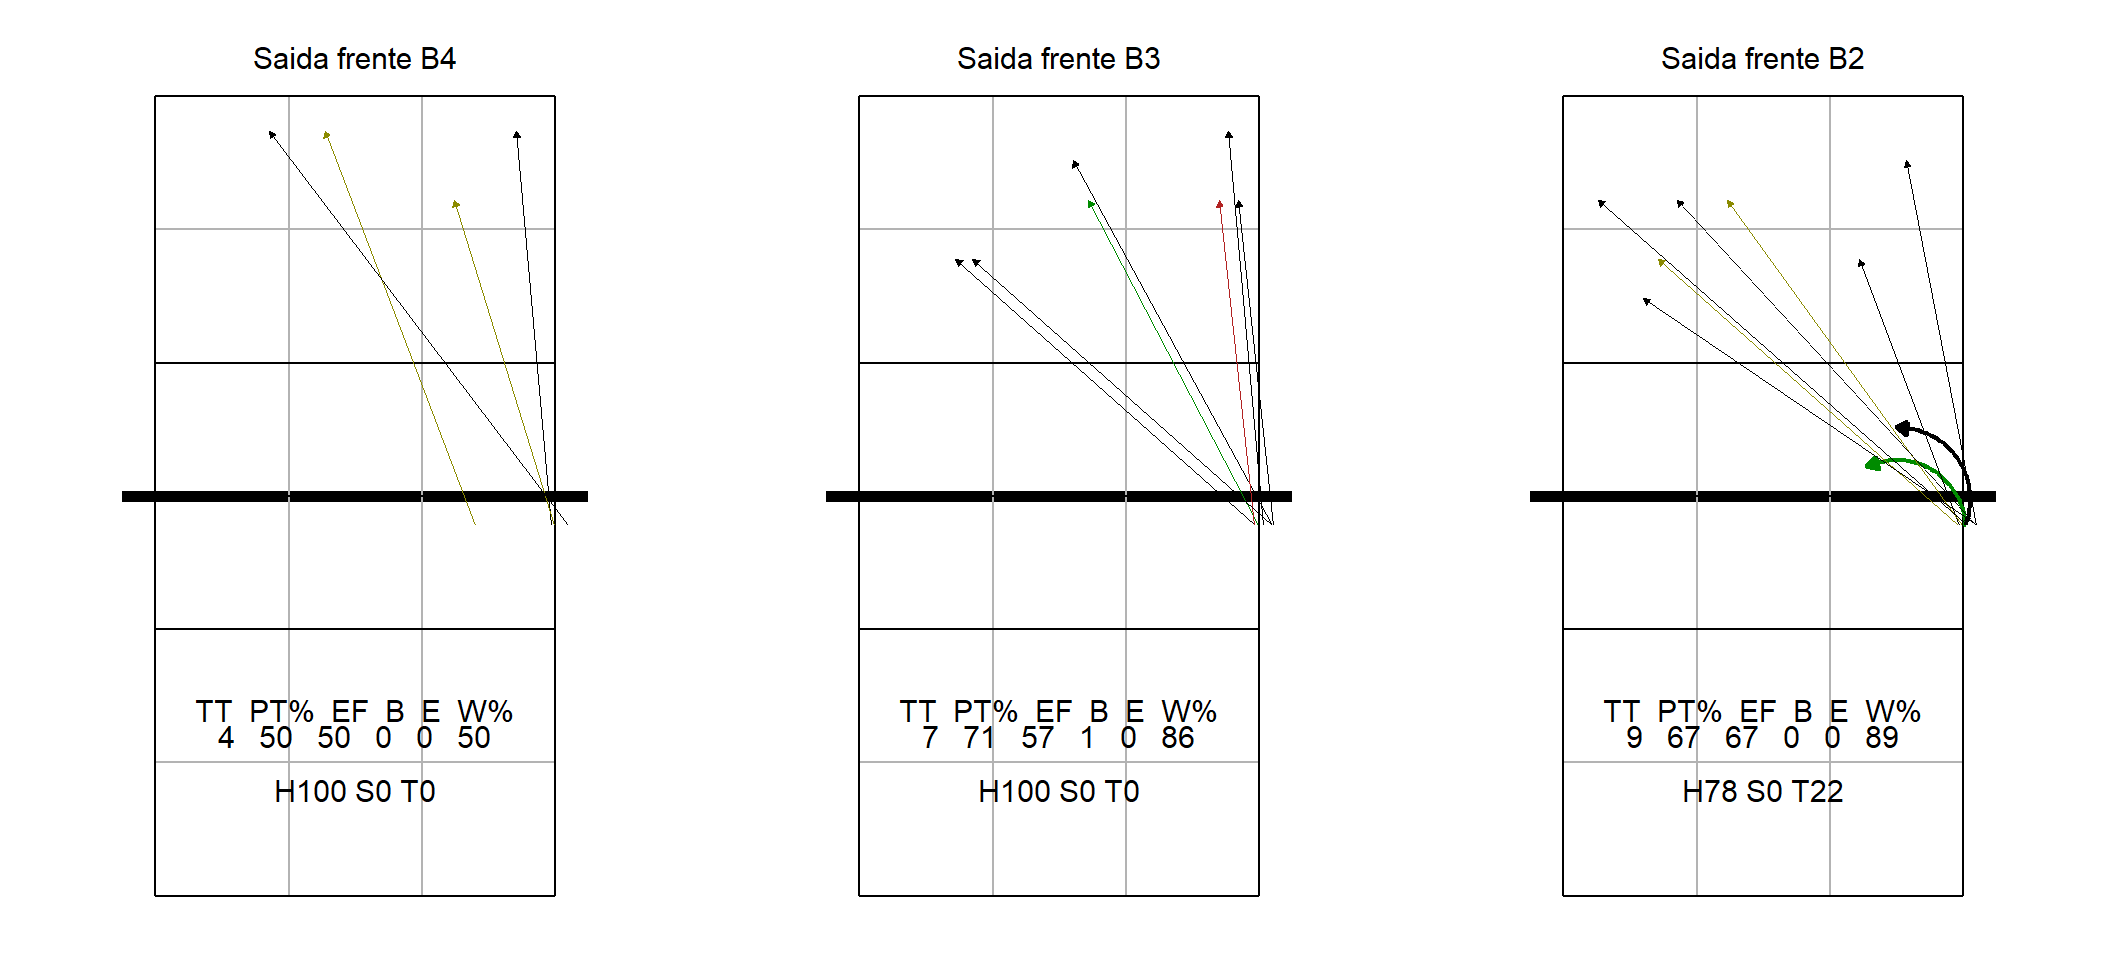 Saida frente B4
TT PT% EF B E W%
4 50 50 0 0 50
H100 S0 T0
Saida frente B3
TT PT% EF B E W%
7 71 57 1 0 86
H100 S0 T0
Saida frente B2
TT PT% EF B E W%
9 67 67 0 0 89
H78 S0 T22